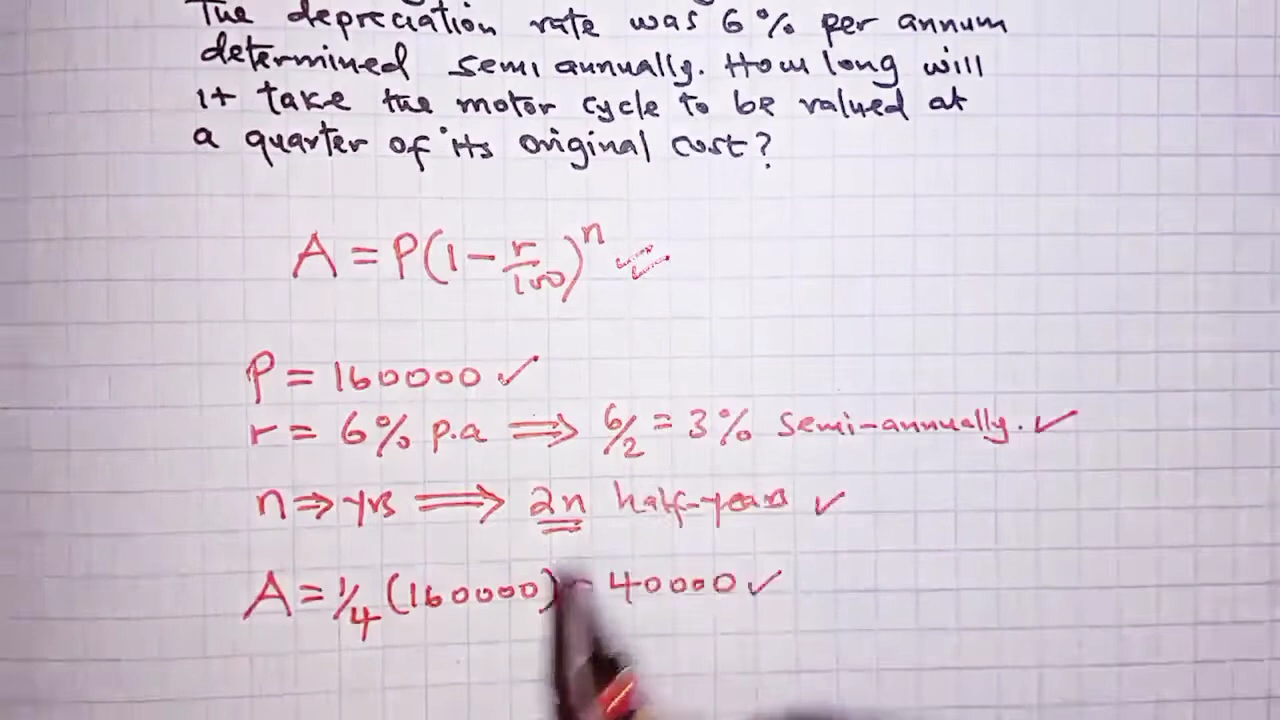 The depreciation rate was 6% per annum
determined semi annually. How long will
it take the motor cycle to be valued at
a quarter of its original cost?
A = P(1 - r/100)^n
P = 160000 ✓
r = 6% p.a ⟹ 6/2 = 3% semi-annually. ✓
n ⇒ yrs ⟹ 2n half-years ✓
A = 1/4 (160000) = 40000 ✓